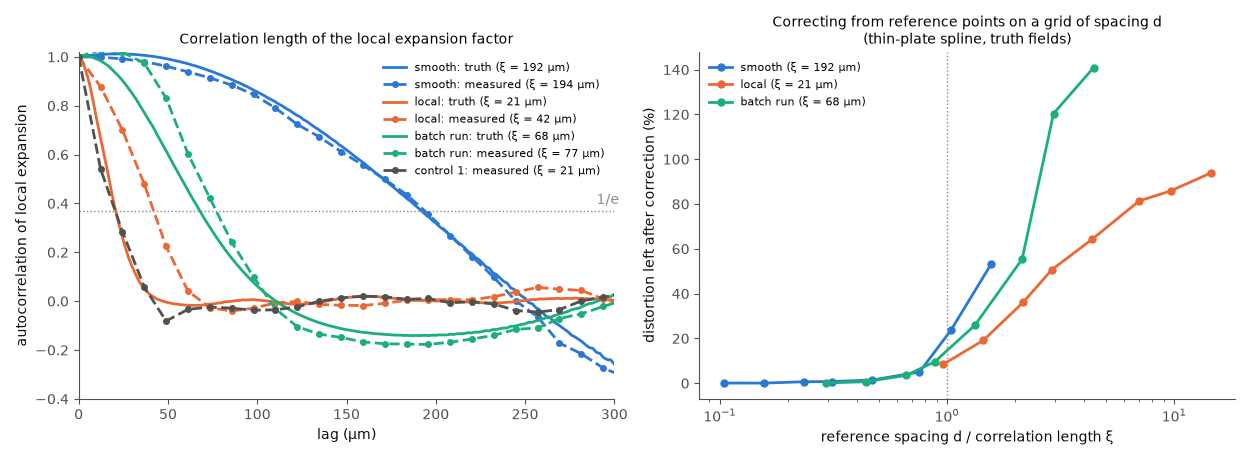 Correlation length of the local expansion factor
autocorrelation of local expansion
1.0
0.8
0.6
0.4
0.2
0.0
−0.2
−0.4
smooth: truth (ξ = 192 μm)
smooth: measured (ξ = 194 μm)
local: truth (ξ = 21 μm)
local: measured (ξ = 42 μm)
batch run: truth (ξ = 68 μm)
batch run: measured (ξ = 77 μm)
control 1: measured (ξ = 21 μm)
1/e
0 50 100 150 200 250 300
lag (μm)
Correcting from reference points on a grid of spacing d
(thin-plate spline, truth fields)
distortion left after correction (%)
140
120
100
80
60
40
20
0
smooth (ξ = 192 μm)
local (ξ = 21 μm)
batch run (ξ = 68 μm)
10⁻¹ 10⁰ 10¹
reference spacing d / correlation length ξ